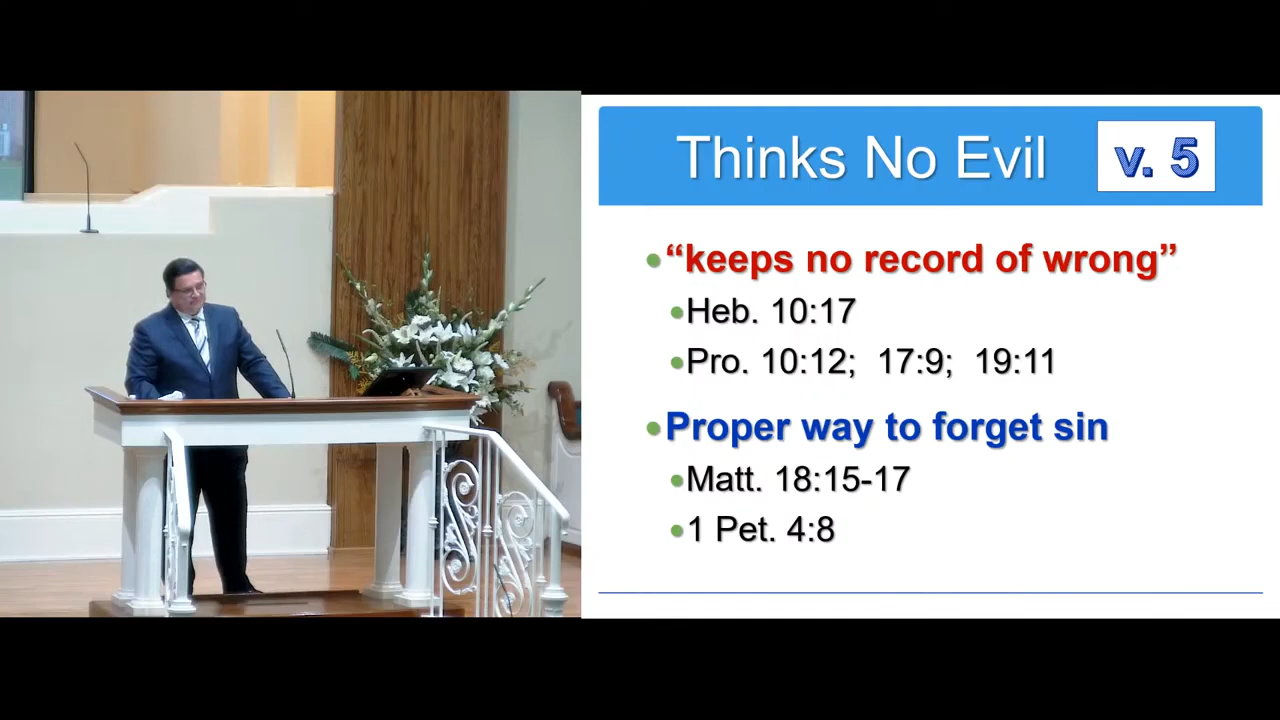 Thinks No Evil v. 5
•“keeps no record of wrong”
•Heb. 10:17
•Pro. 10:12; 17:9; 19:11
•Proper way to forget sin
•Matt. 18:15-17
•1 Pet. 4:8